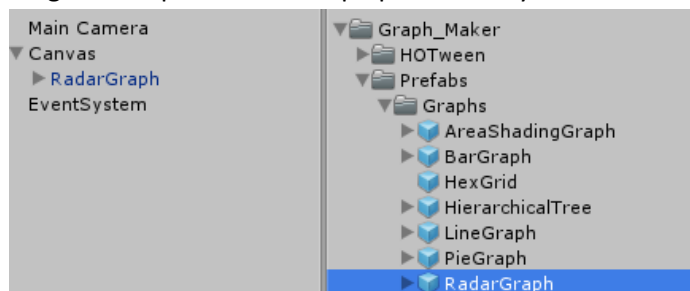 Main Camera
Canvas
RadarGraph
EventSystem
Graph_Maker
HOTween
Prefabs
Graphs
AreaShadingGraph
BarGraph
HexGrid
HierarchicalTree
LineGraph
PieGraph
RadarGraph